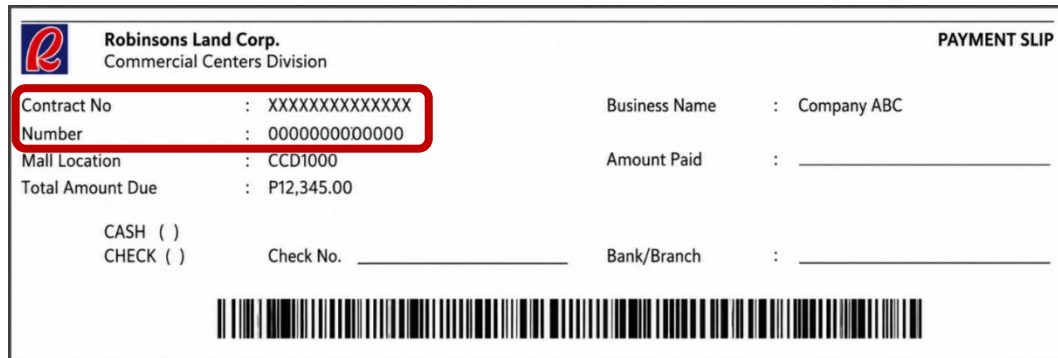 Robinsons Land Corp. PAYMENT SLIP
Commercial Centers Division
Contract No : XXXXXXXXXXXXXX Business Name : Company ABC
Number : 00000000000000
Mall Location : CCD1000 Amount Paid : 
Total Amount Due : P12,345.00
CASH ( )
CHECK ( ) Check No. Bank/Branch :